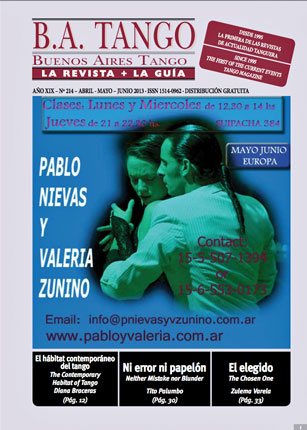 B.A. TANGO
BUENOS AIRES TANGO
LA REVISTA + LA GUÍA
DESDE 1995
LA PRIMERA DE LAS REVISTAS
DE ACTUALIDAD TANGUERA
SINCE 1995
THE FIRST OF THE CURRENT EVENTS
TANGO MAGAZINE
AÑO XIX - Nº 214 - ABRIL - MAYO - JUNIO 2013 - ISSN 1514-0962 - DISTRIBUCIÓN GRATUITA
Clases: Lunes y Miercoles de 12.30 a 14 hs
Jueves de 21 a hs SUIPACHA 384
MAYO JUNIO
EUROPA
PABLO
NIEVAS
Y
VALERIA
ZUNINO
Contact:
15-5-507-1394
or
15-6-553-0173
Email: info@pnievasyvzunino.com.ar
www.pabloyvaleria.com.ar
El hábitat contemporáneo
del tango
The Contemporary
Habitat of Tango
Diana Braceras
(Pág. 12)
Ni error ni papelón
Neither Mistake nor Blunder
Tito Palumbo
(Pág. 30)
El elegido
The Chosen One
Zulema Varela
(Pág. 33)
1